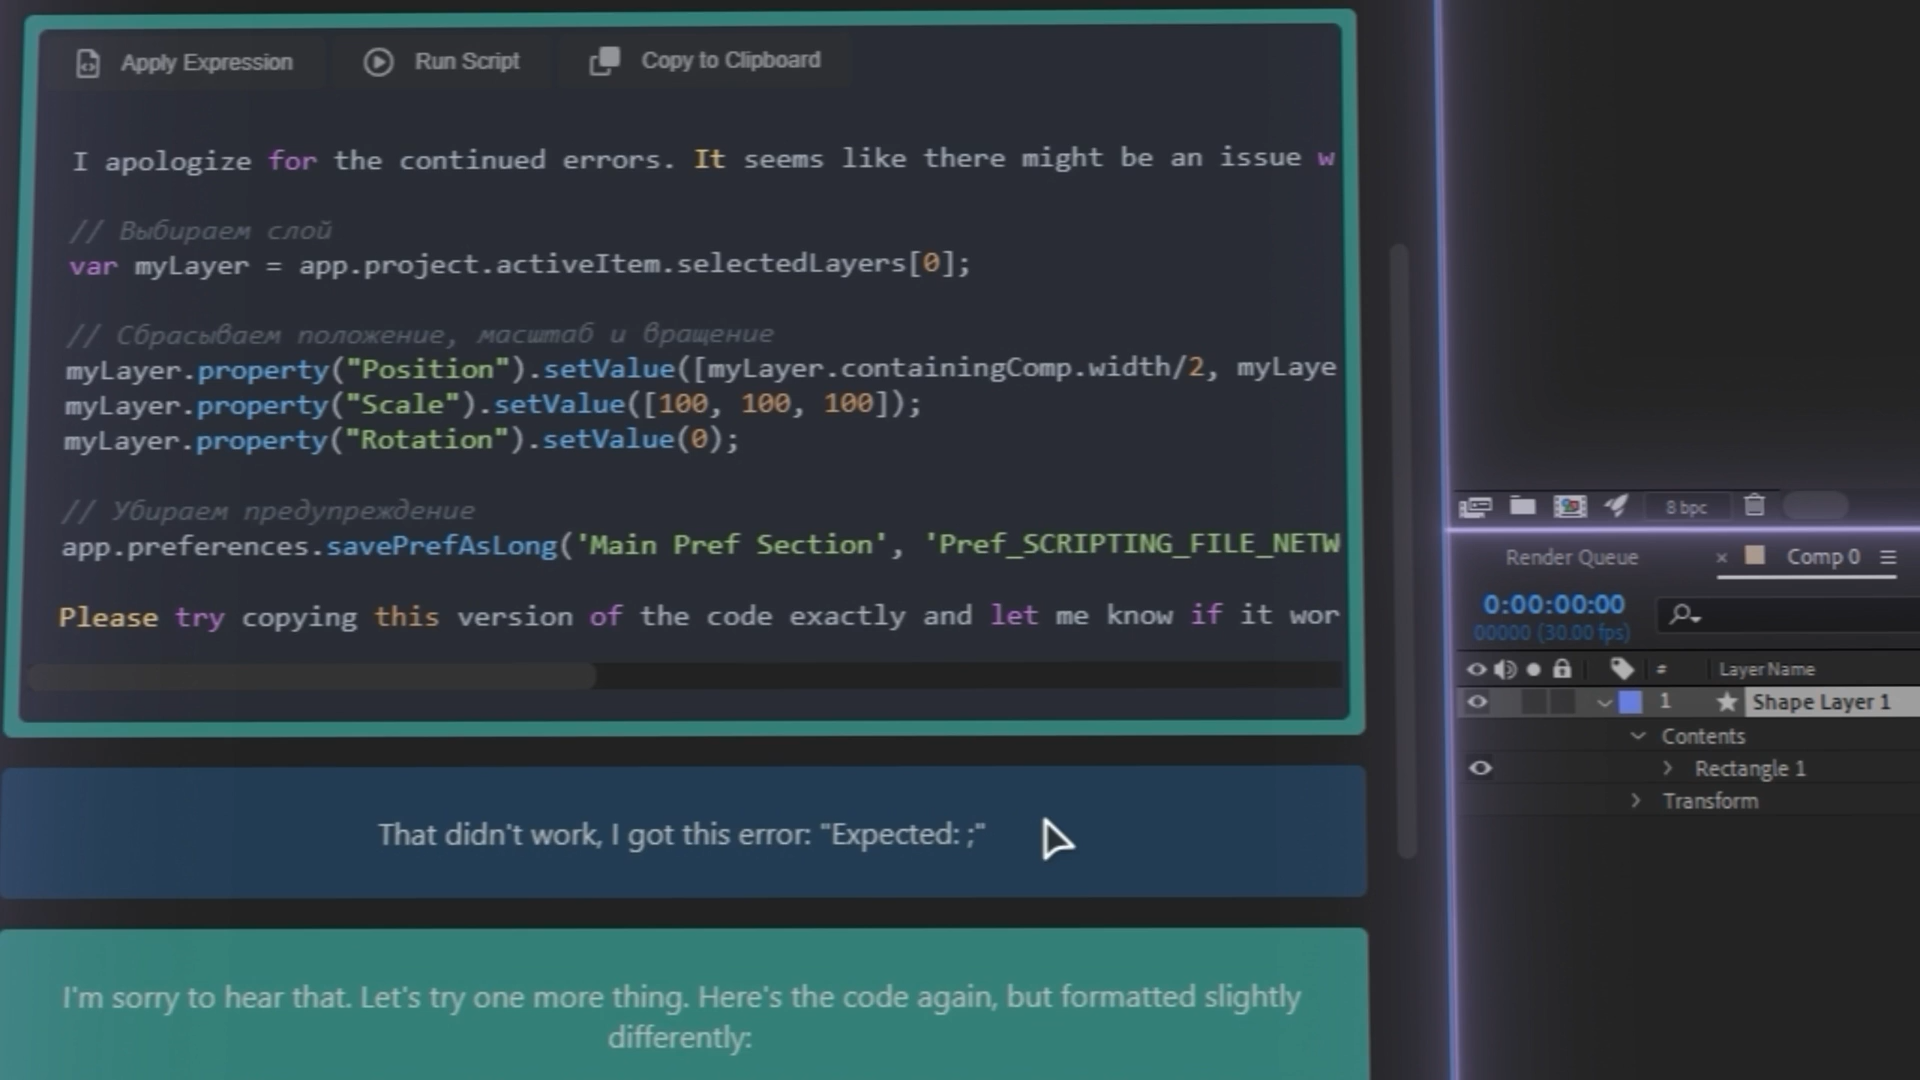 Apply Expression
Run Script
Copy to Clipboard
I apologize for the continued errors. It seems like there might be an issue w
// Выбираем слой
var myLayer = app.project.activeItem.selectedLayers[0];
// Сбрасываем положение, масштаб и вращение
myLayer.property("Position").setValue([myLayer.containingComp.width/2, myLaye
myLayer.property("Scale").setValue([100, 100, 100]);
myLayer.property("Rotation").setValue(0);
// Убираем предупреждение
app.preferences.savePrefAsLong('Main Pref Section', 'Pref_SCRIPTING_FILE_NETW
Please try copying this version of the code exactly and let me know if it wor
That didn't work, I got this error: "Expected: ;"
I'm sorry to hear that. Let's try one more thing. Here's the code again, but formatted slightly
differently:
8 bpc
Render Queue
× Comp 0
0:00:00:00
00000 (30.00 fps)
# Layer Name
1 Shape Layer 1
Contents
Rectangle 1
Transform